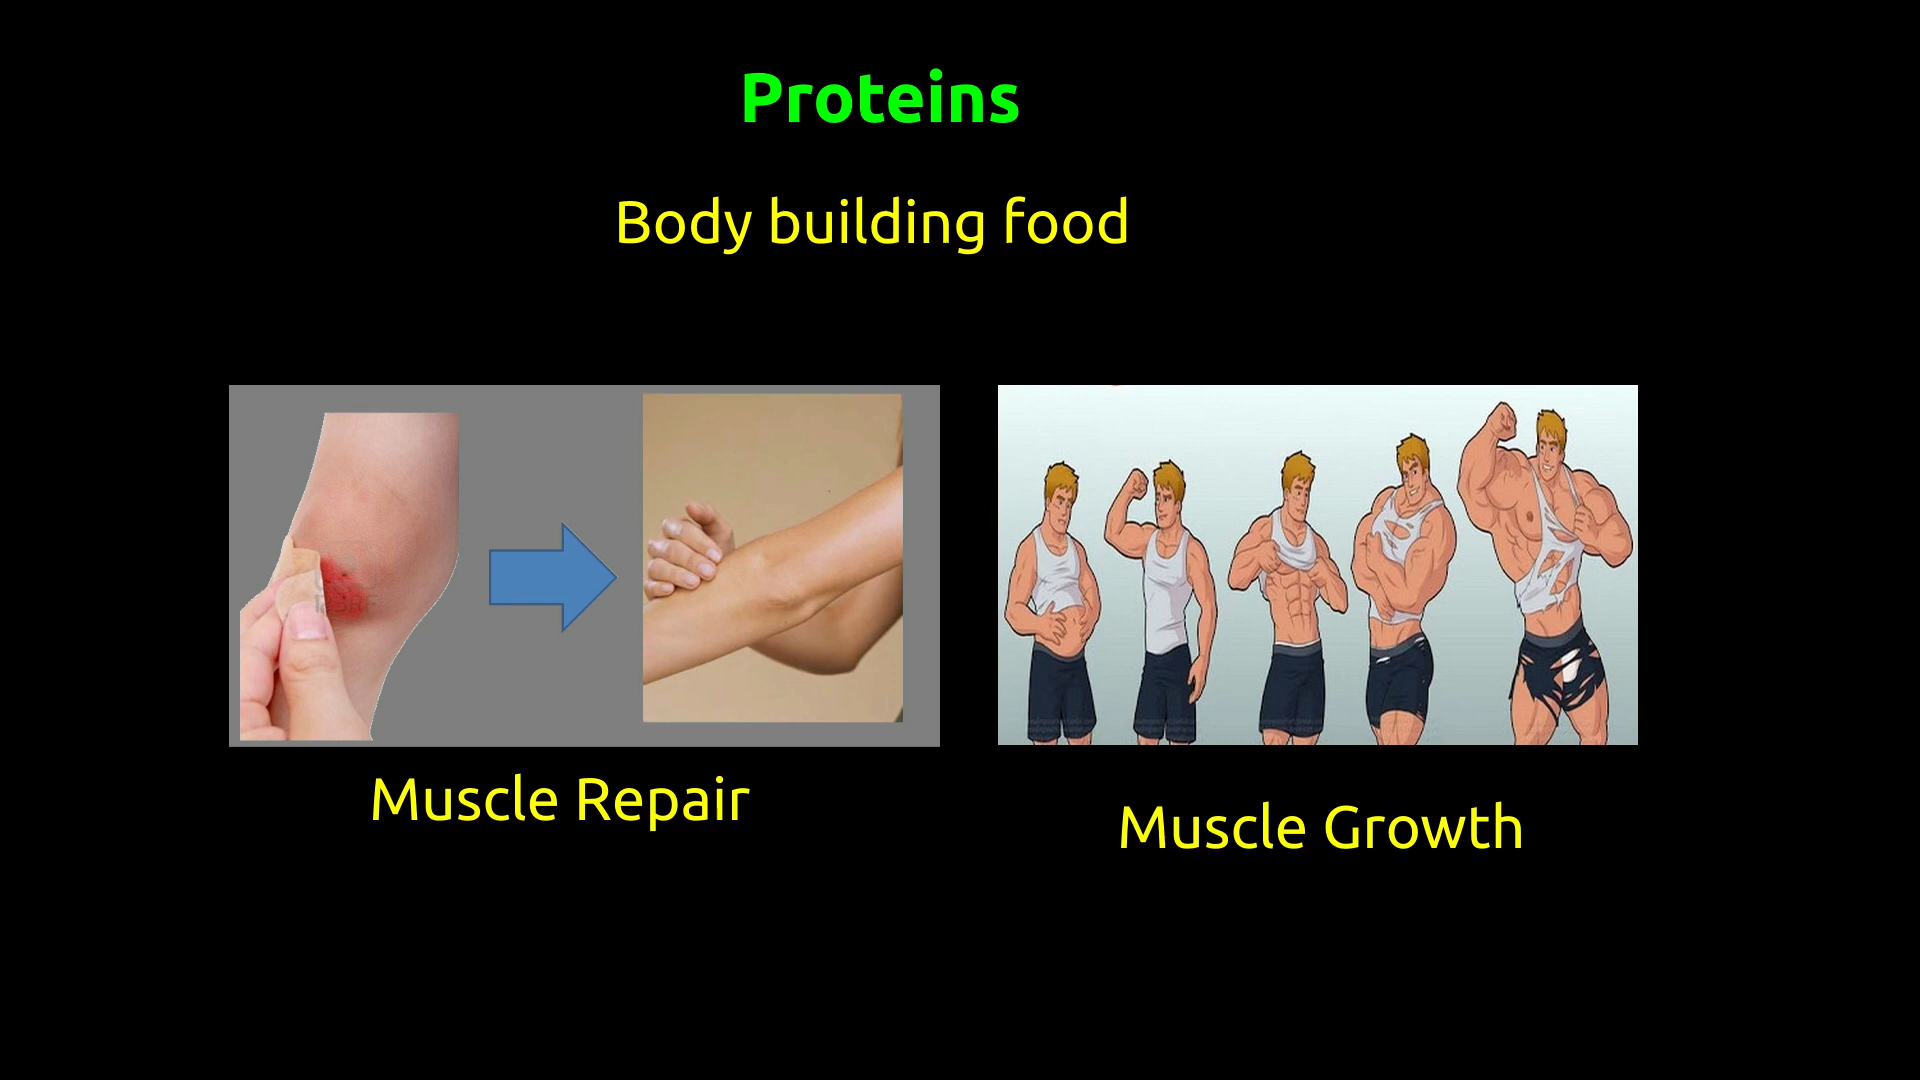 Proteins
Body building food
Muscle Repair
Muscle Growth